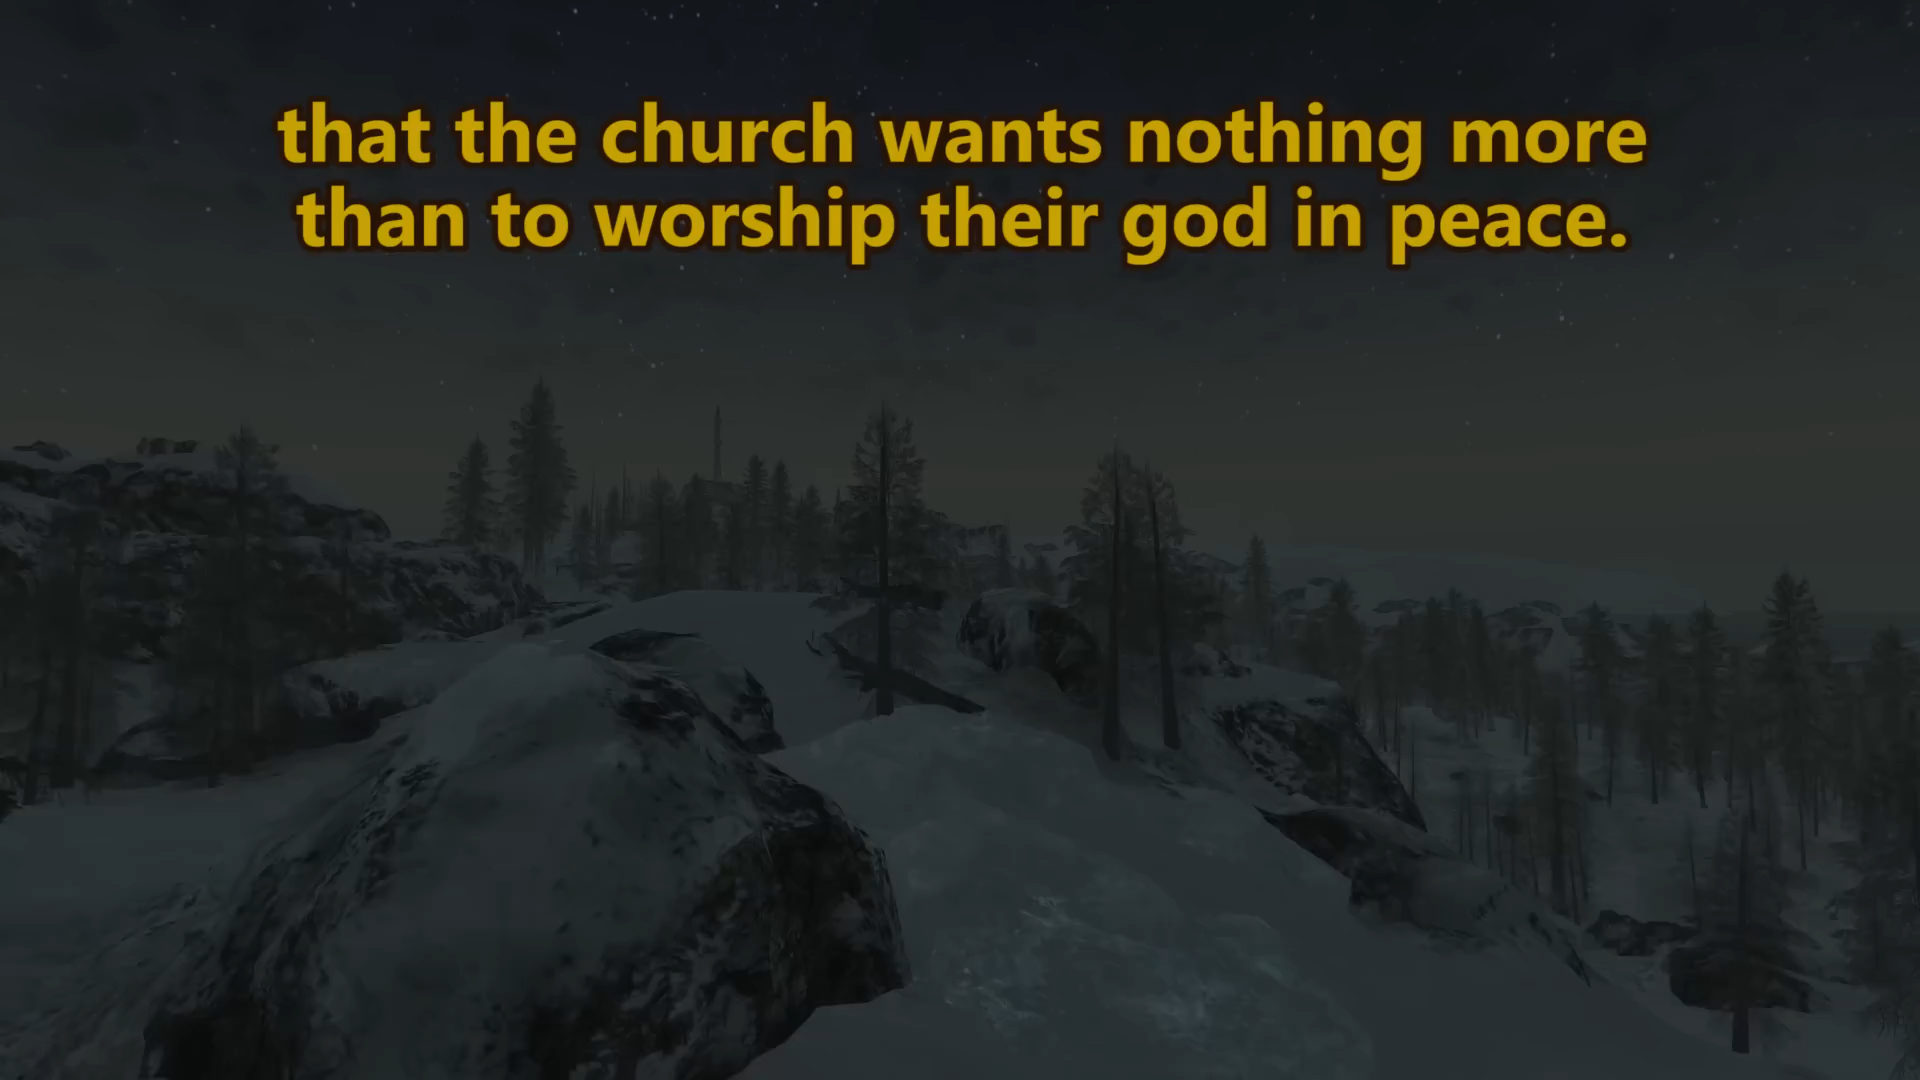 that the church wants nothing more
than to worship their god in peace.